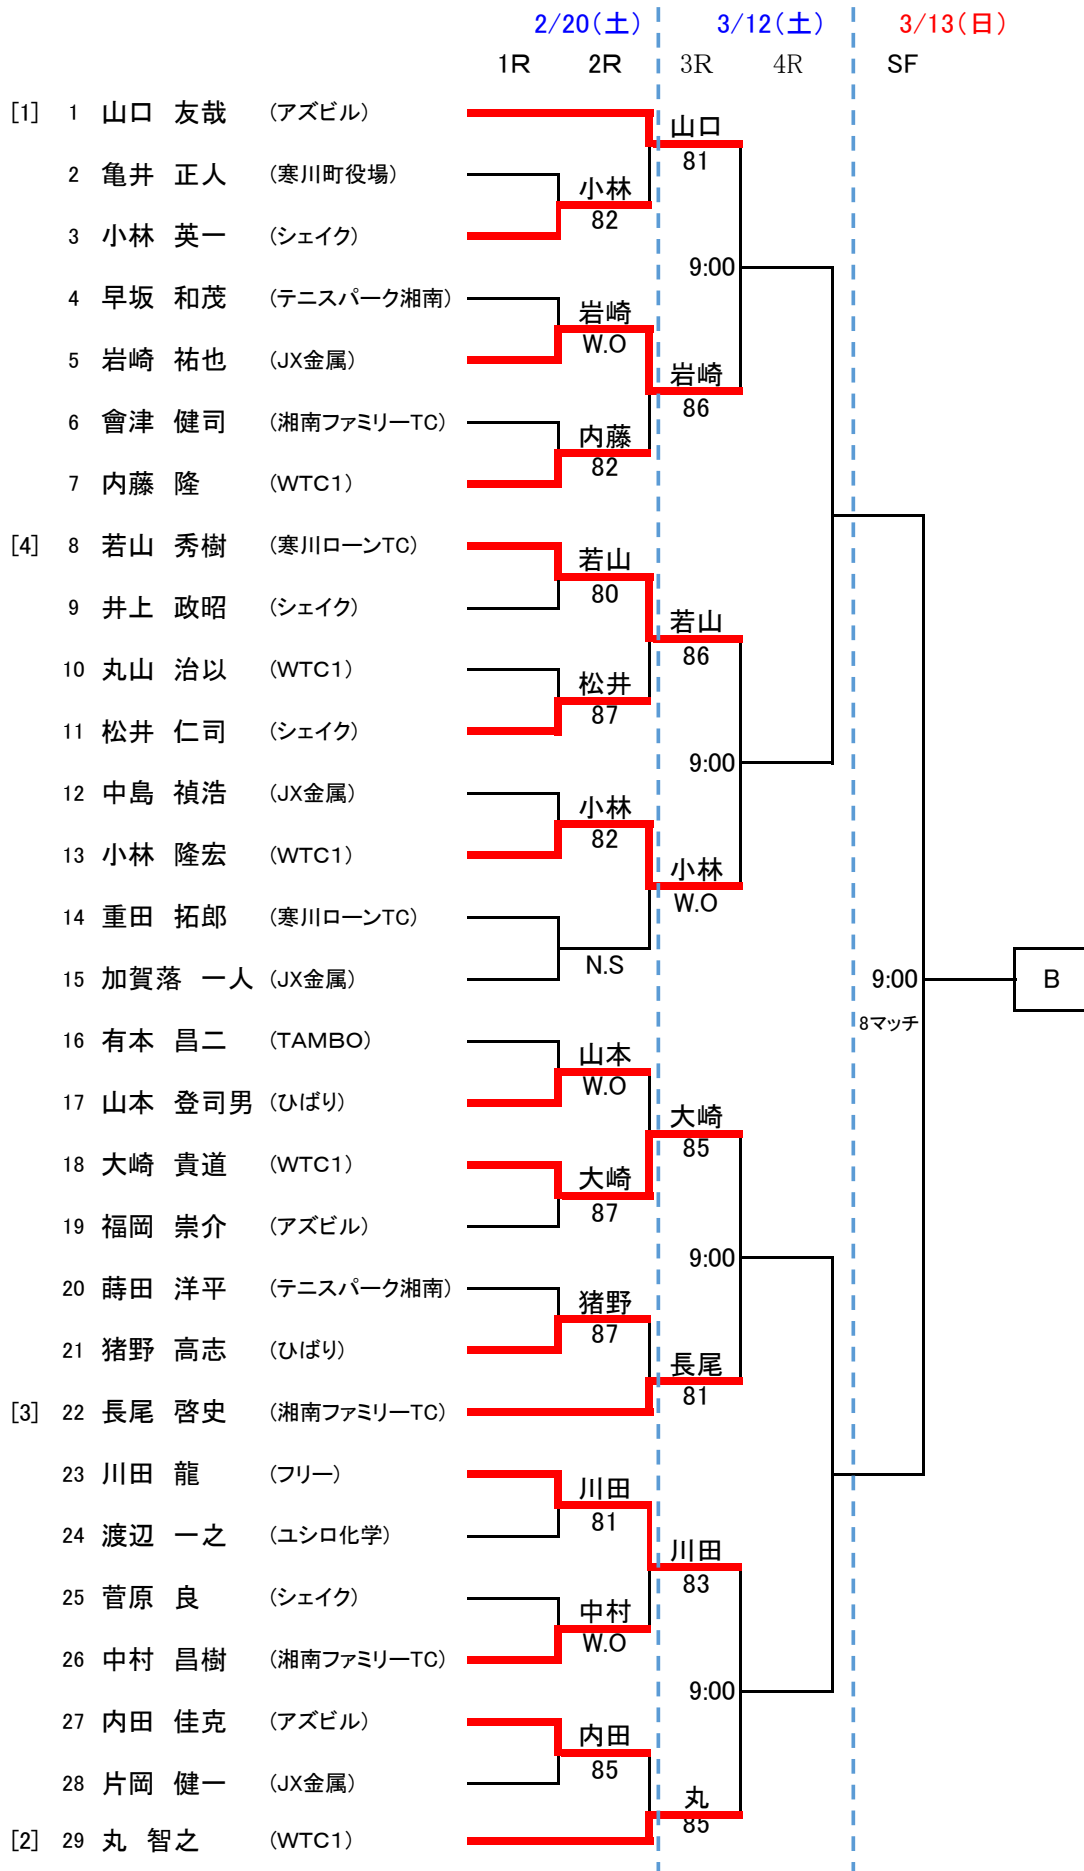 2/20(土) 3/12(土) 3/13(日)
1R 2R 3R 4R SF
[1] 1 山口 友哉 (アズビル)
山口
81
2 亀井 正人 (寒川町役場)
小林
82
3 小林 英一 (シェイク)
9:00
4 早坂 和茂 (テニスパーク湘南)
岩崎
W.O
5 岩崎 祐也 (JX金属)
岩崎
86
6 會津 健司 (湘南ファミリーTC)
内藤
82
7 内藤 隆 (WTC1)
[4] 8 若山 秀樹 (寒川ローンTC)
若山
80
9 井上 政昭 (シェイク)
若山
86
10 丸山 治以 (WTC1)
松井
87
11 松井 仁司 (シェイク)
9:00
12 中島 禎浩 (JX金属)
小林
82
13 小林 隆宏 (WTC1)
小林
W.O
14 重田 拓郎 (寒川ローンTC)
N.S
15 加賀落 一人 (JX金属)
9:00
B
8マッチ
16 有本 昌二 (TAMBO)
山本
W.O
17 山本 登司男 (ひばり)
大崎
85
18 大崎 貴道 (WTC1)
大崎
87
19 福岡 崇介 (アズビル)
9:00
20 蒔田 洋平 (テニスパーク湘南)
猪野
87
21 猪野 高志 (ひばり)
長尾
81
[3] 22 長尾 啓史 (湘南ファミリーTC)
23 川田 龍 (フリー)
川田
81
24 渡辺 一之 (ユシロ化学)
川田
83
25 菅原 良 (シェイク)
中村
W.O
26 中村 昌樹 (湘南ファミリーTC)
9:00
27 内田 佳克 (アズビル)
内田
85
28 片岡 健一 (JX金属)
丸
85
[2] 29 丸 智之 (WTC1)